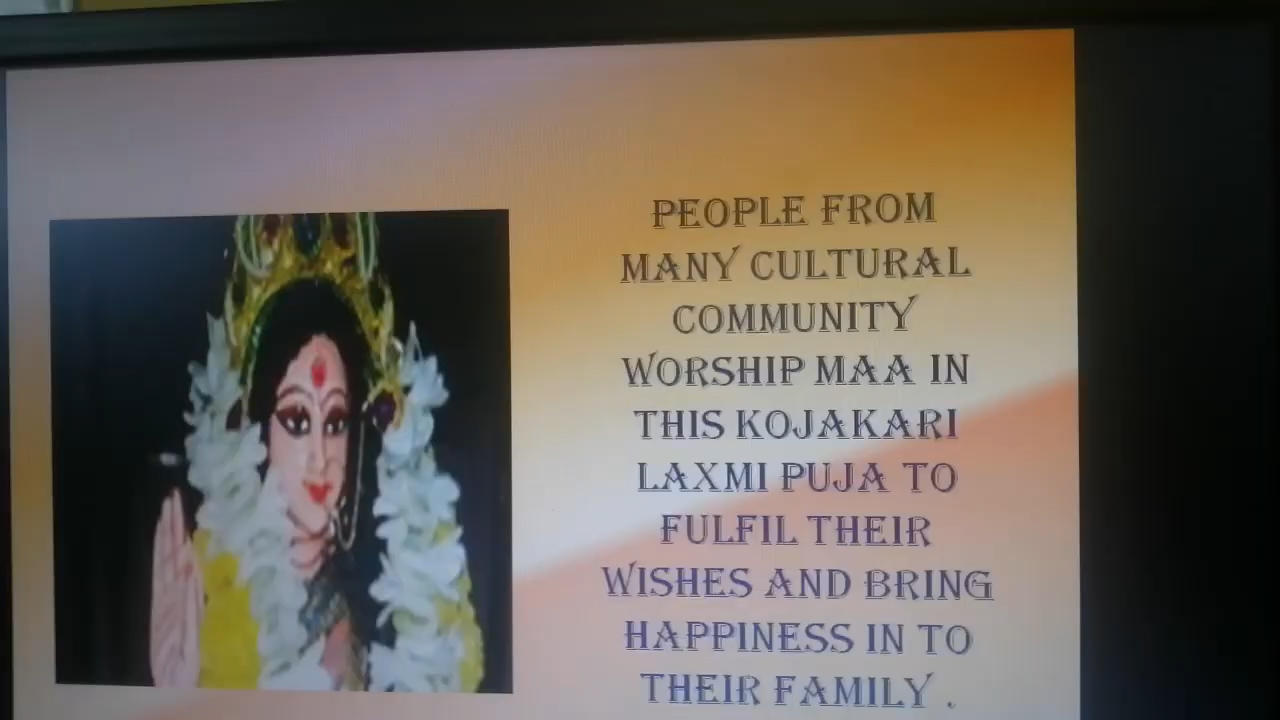 PEOPLE FROM
MANY CULTURAL
COMMUNITY
WORSHIP MAA IN
THIS KOJAKARI
LAXMI PUJA TO
FULFIL THEIR
WISHES AND BRING
HAPPINESS IN TO
THEIR FAMILY .